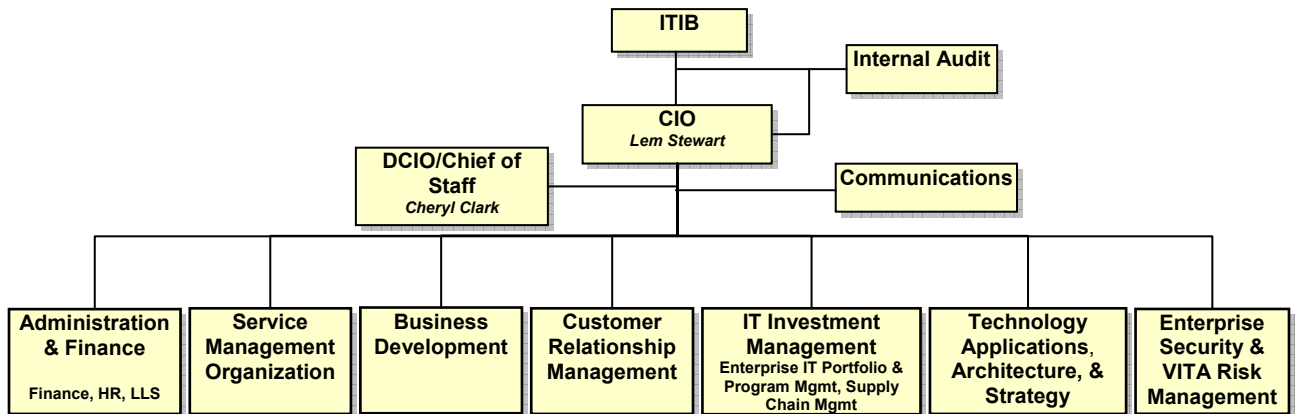 ITIB
Internal Audit
CIO
Lem Stewart
DCIO/Chief of
Staff
Cheryl Clark
Communications
Administration
& Finance
Finance, HR, LLS
Service
Management
Organization
Business
Development
Customer
Relationship
Management
IT Investment
Management
Enterprise IT Portfolio &
Program Mgmt, Supply
Chain Mgmt
Technology
Applications,
Architecture, &
Strategy
Enterprise
Security &
VITA Risk
Management